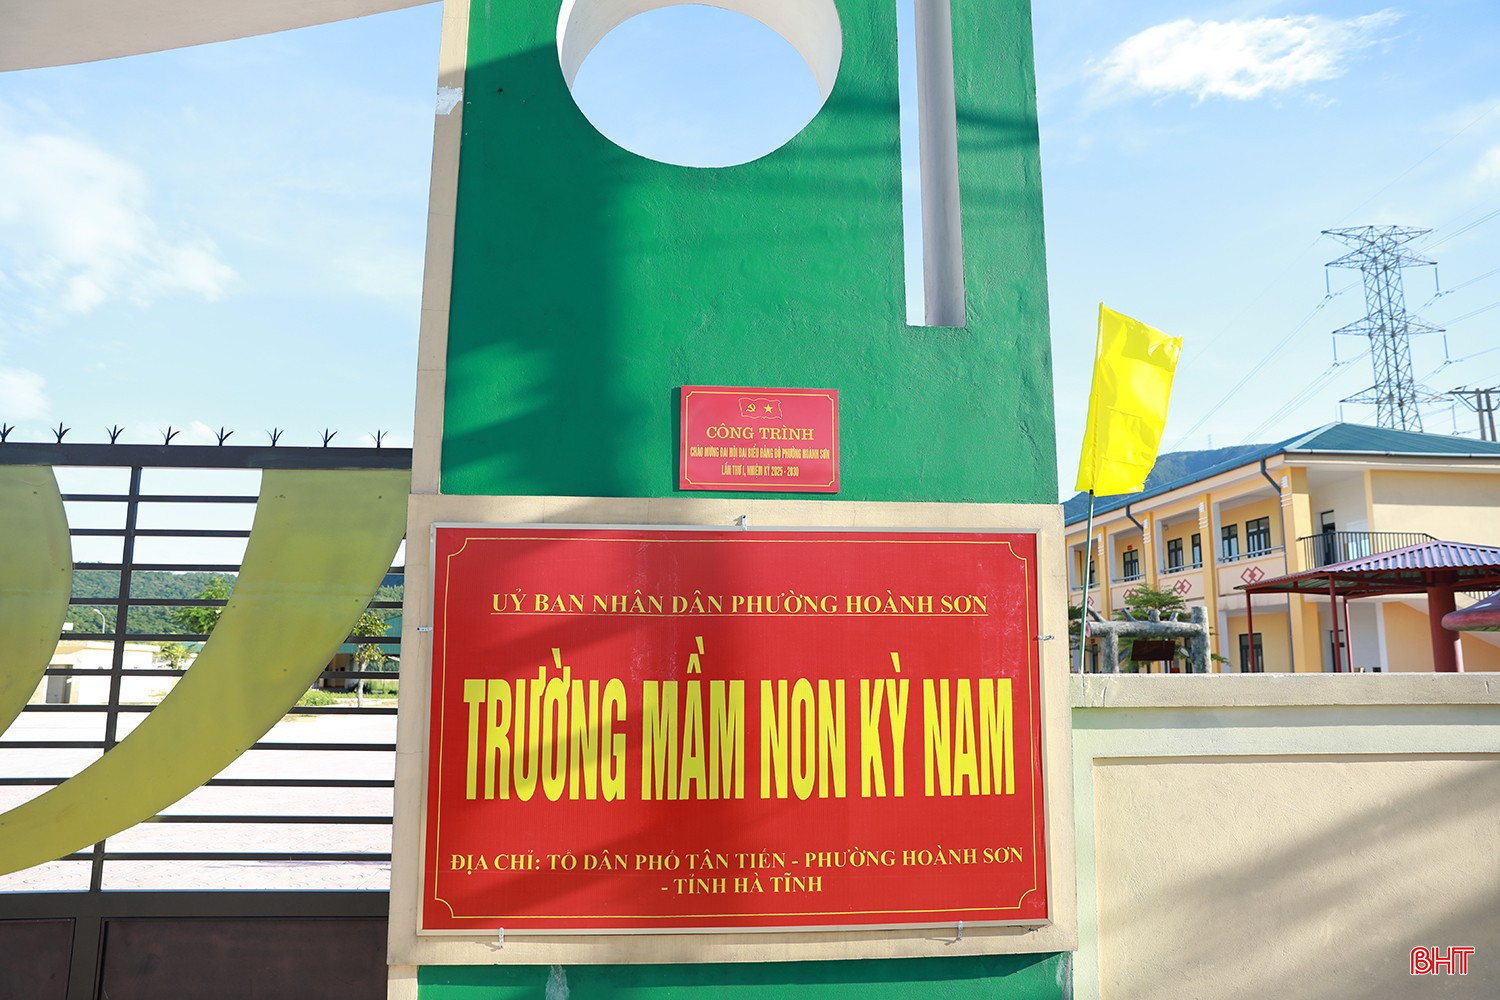 CÔNG TRÌNH
CHÀO MỪNG ĐẠI HỘI ĐẠI BIỂU ĐẢNG BỘ PHƯỜNG HOÀNH SƠN
LẦN THỨ I, NHIỆM KỲ 2025 - 2030
UỶ BAN NHÂN DÂN PHƯỜNG HOÀNH SƠN
TRƯỜNG MẦM NON KỲ NAM
ĐỊA CHỈ: TỔ DÂN PHỐ TÂN TIẾN - PHƯỜNG HOÀNH SƠN
- TỈNH HÀ TĨNH
BHT